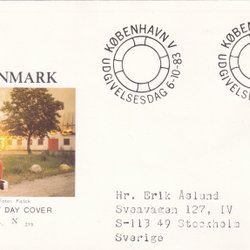 KØBENHAVN V
UDGIVELSESDAG 6-10-83
KØBENHAVN V
UDGIVELSESDAG
NMARK
DAY COVER
N
Hr. Erik Åslund
Sveavägen 127, IV
S-113 49 Stockholm
Sverige